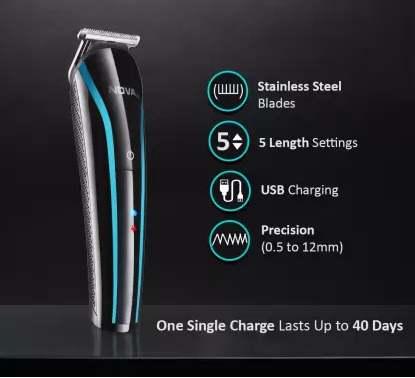 NOVA
Stainless Steel
Blades
5
5 Length Settings
USB Charging
Precision
(0.5 to 12mm)
One Single Charge Lasts Up to 40 Days